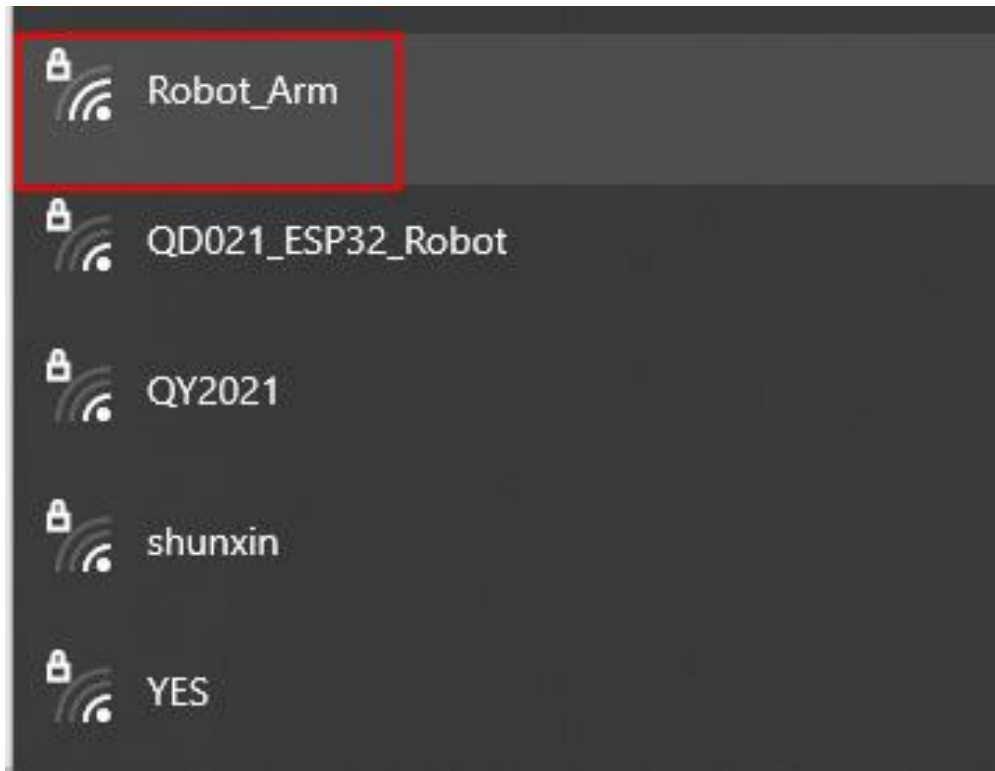 Robot_Arm
QD021_ESP32_Robot
QY2021
shunxin
YES